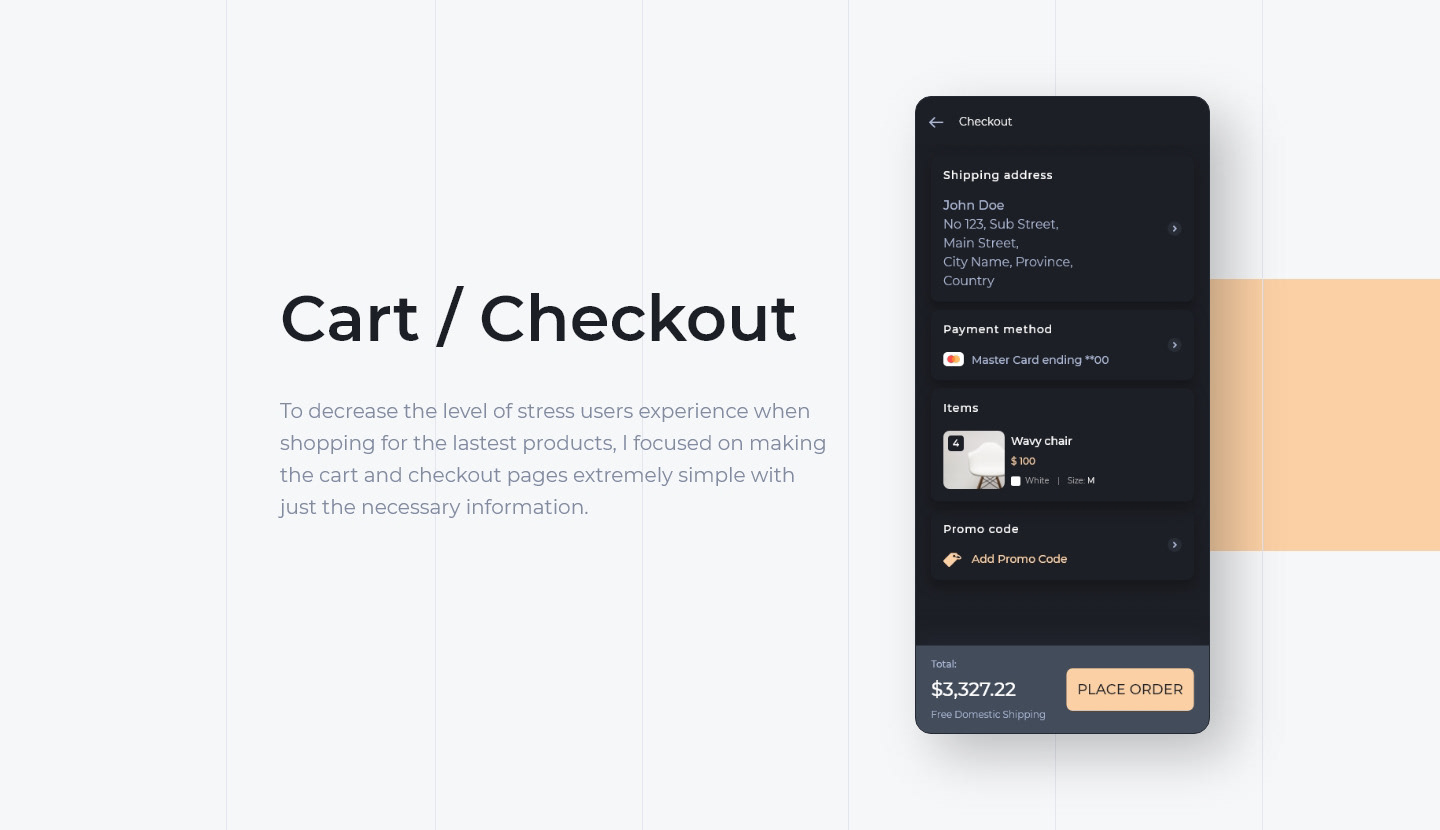 Cart / Checkout
To decrease the level of stress users experience when
shopping for the lastest products, I focused on making
the cart and checkout pages extremely simple with
just the necessary information.
Checkout
Shipping address
John Doe
No 123, Sub Street,
Main Street,
City Name, Province,
Country
Payment method
Master Card ending **00
Items
4
Wavy chair
$ 100
White | Size: M
Promo code
Add Promo Code
Total:
$3,327.22
Free Domestic Shipping
PLACE ORDER